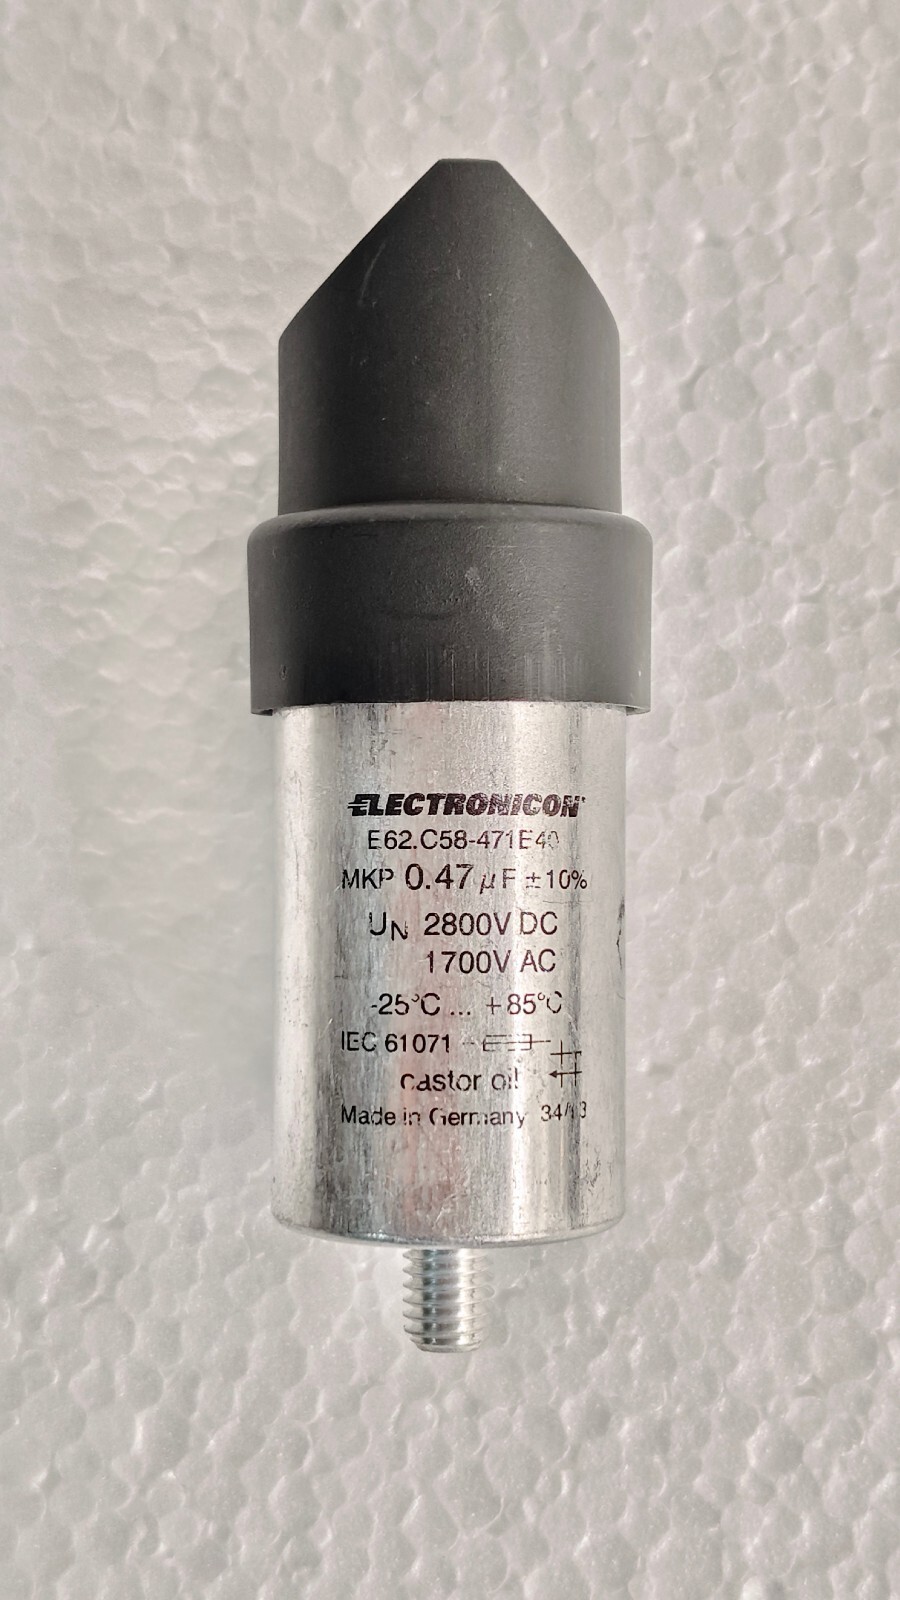 ELECTRONICON
E62.C58-471E40
MKP 0.47 µF ±10%
UN 2800V DC
1700V AC
-25°C ... +85°C
IEC 61071
castor oil
Made in Germany